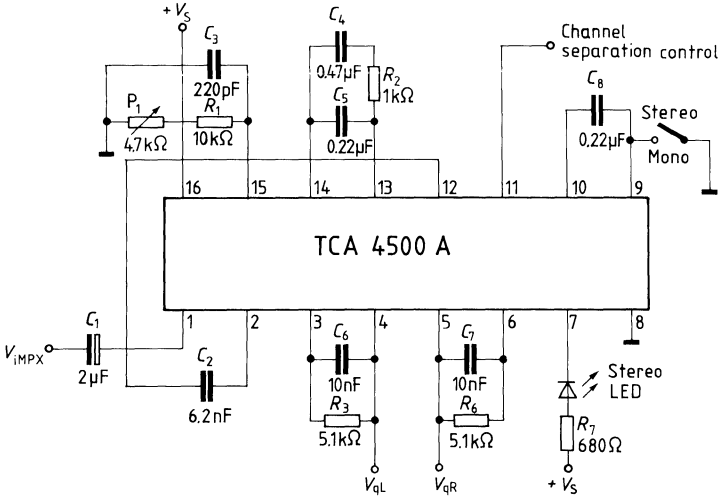 + VS
C3
220pF
P1
4.7kΩ
R1
10kΩ
C4
0.47µF
R2
1kΩ
C5
0.22µF
Channel
separation control
C8
0.22µF
Stereo
Mono
16 15 14 13 12 11 10 9
TCA 4500 A
1 2 3 4 5 6 7 8
ViMPX
C1
2µF
C2
6.2nF
C6
10nF
R3
5.1kΩ
C7
10nF
R6
5.1kΩ
Stereo
LED
R7
680Ω
VqL
VqR
+ VS